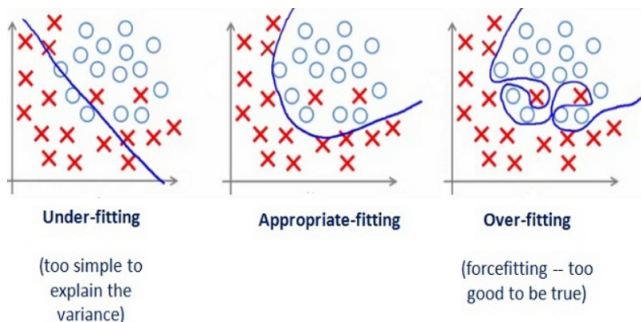 Under-fitting
Appropriate-fitting
Over-fitting
(too simple to
explain the
variance)
(forcefitting -- too
good to be true)